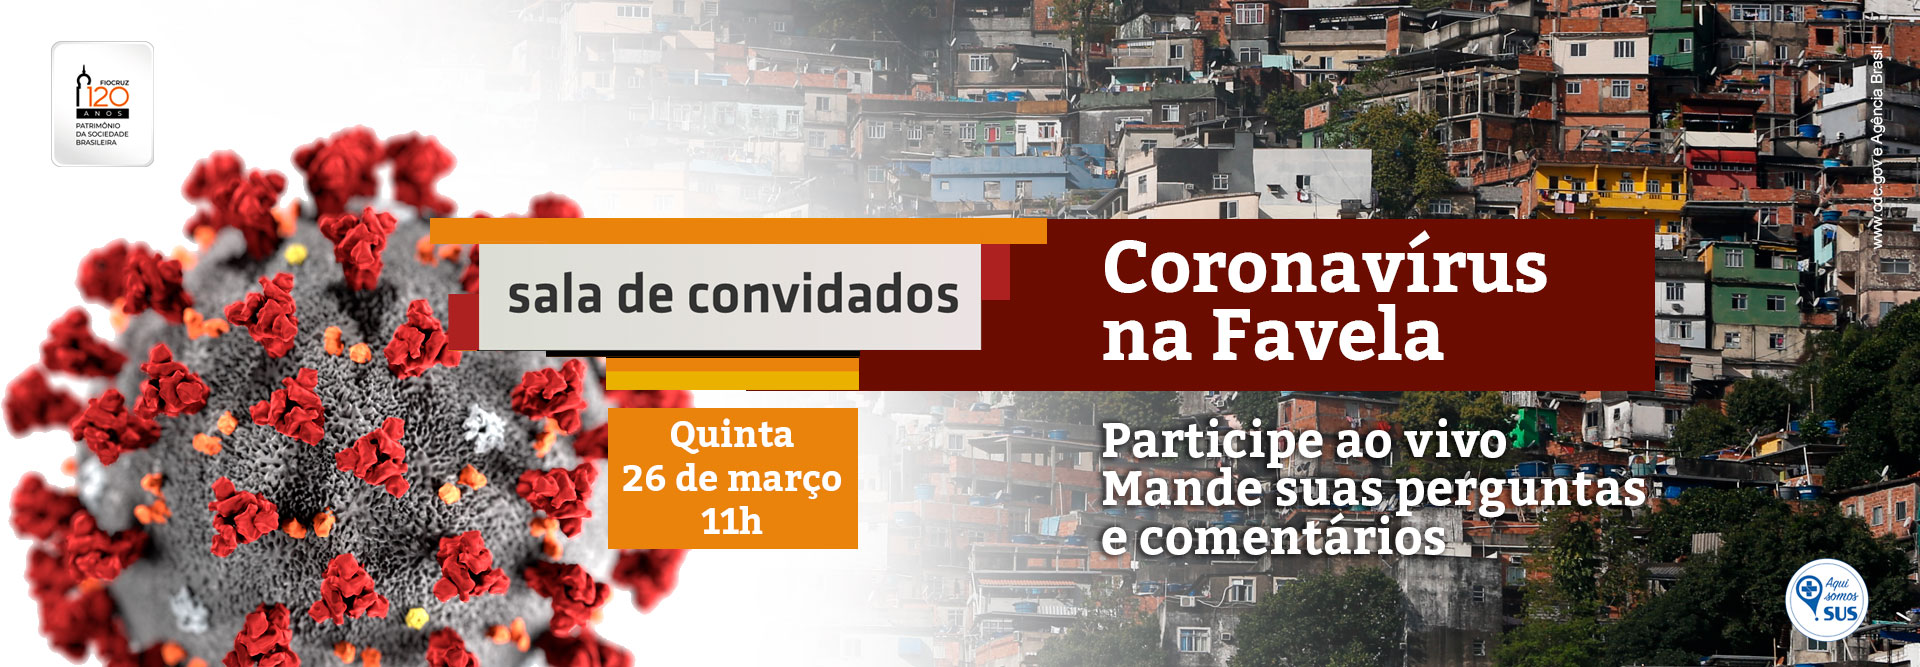 FIOCRUZ
120
ANOS
PATRIMÔNIO
DA SOCIEDADE
BRASILEIRA
sala de convidados
Coronavírus
na Favela
Quinta
26 de março
11h
Participe ao vivo
Mande suas perguntas
e comentários
www.cdc.gov e Agência Brasil
Aqui
somos
SUS